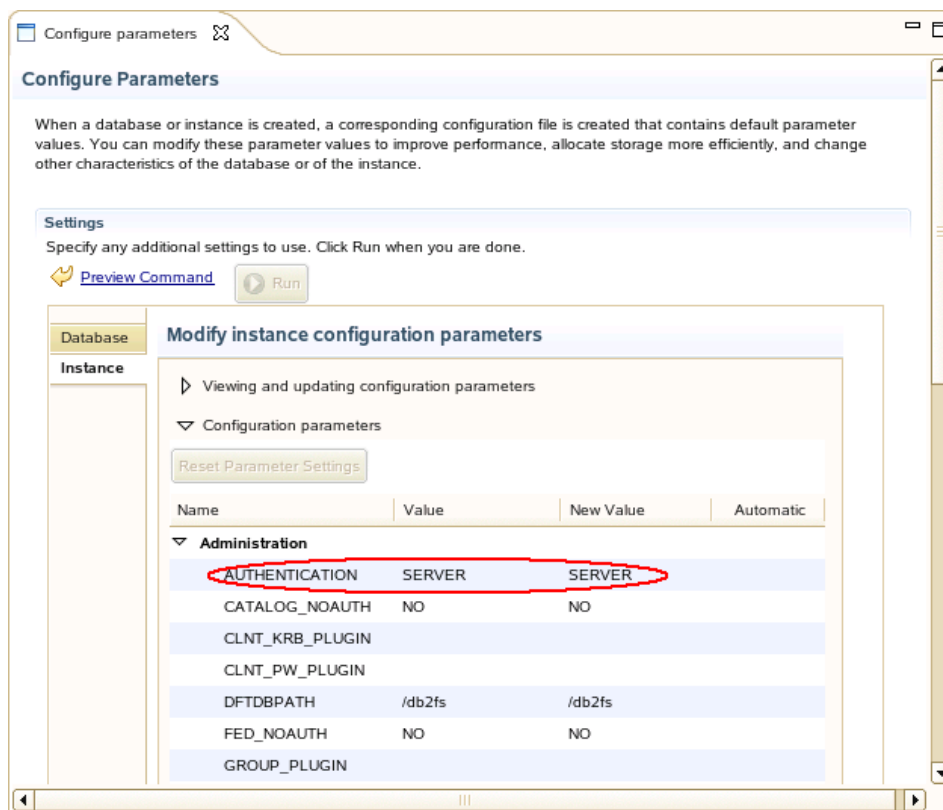 Configure parameters
Configure Parameters
When a database or instance is created, a corresponding configuration file is created that contains default parameter
values. You can modify these parameter values to improve performance, allocate storage more efficiently, and change
other characteristics of the database or of the instance.
Settings
Specify any additional settings to use. Click Run when you are done.
Preview Command Run
Database
Instance
Modify instance configuration parameters
Viewing and updating configuration parameters
Configuration parameters
Reset Parameter Settings
Name Value New Value Automatic
Administration
AUTHENTICATION SERVER SERVER
CATALOG_NOAUTH NO NO
CLNT_KRB_PLUGIN
CLNT_PW_PLUGIN
DFTDBPATH /db2fs /db2fs
FED_NOAUTH NO NO
GROUP_PLUGIN